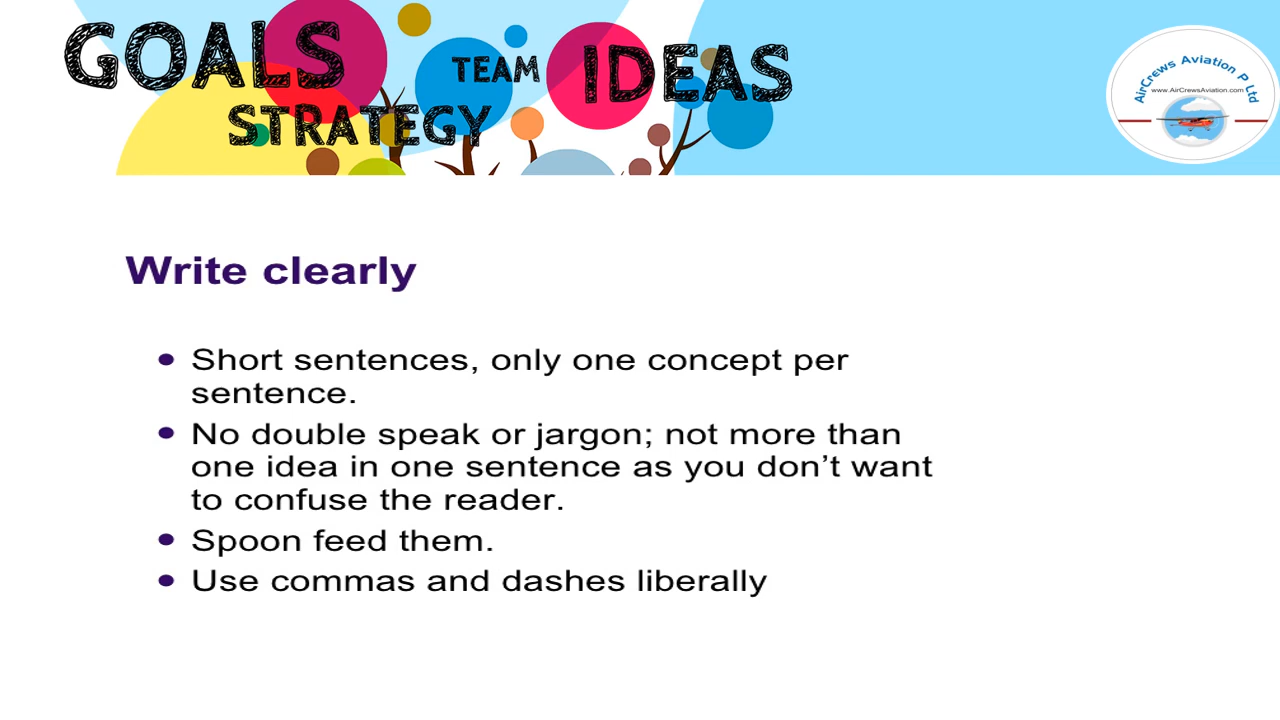 GOALS
TEAM
IDEAS
STRATEGY
AirCrews Aviation P Ltd
www.AirCrewsAviation.com
Write clearly
• Short sentences, only one concept per
sentence.
• No double speak or jargon; not more than
one idea in one sentence as you don’t want
to confuse the reader.
• Spoon feed them.
• Use commas and dashes liberally